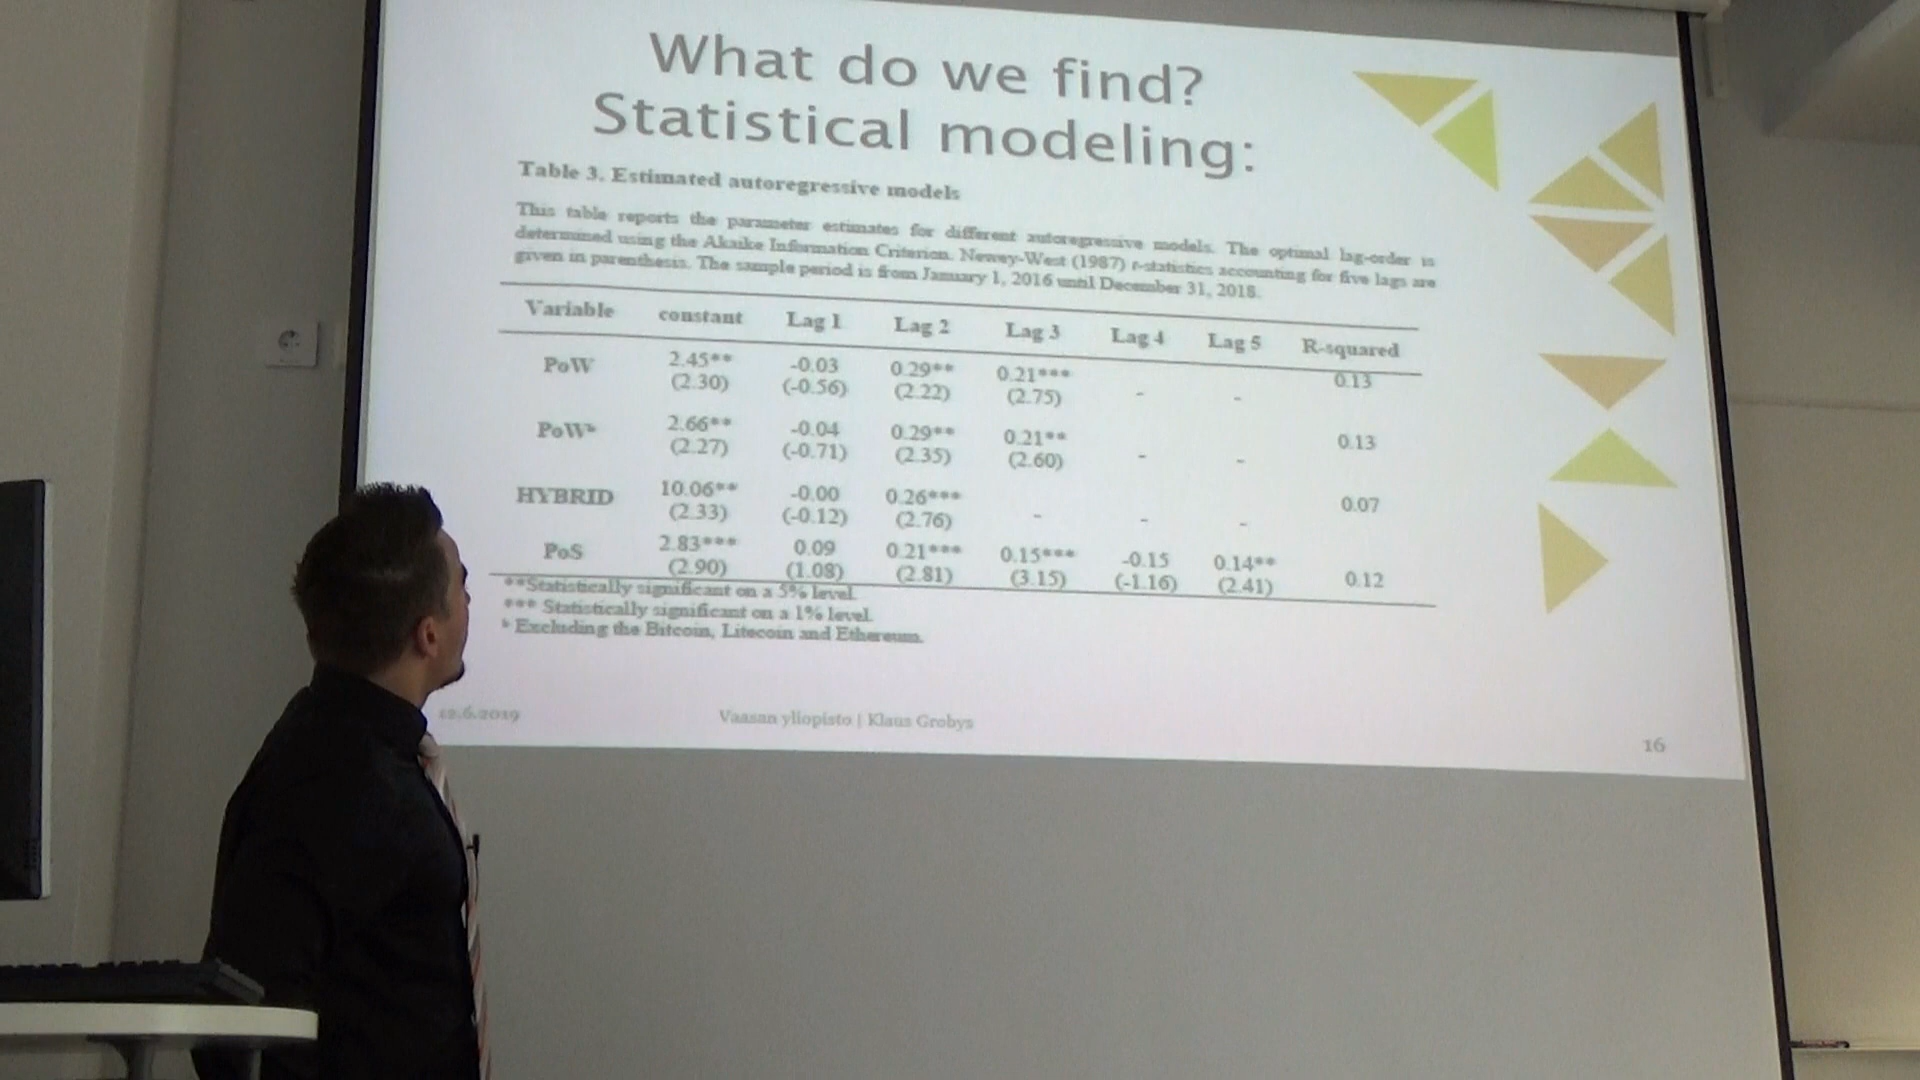 What do we find?
Statistical modeling:
Table 3. Estimated autoregressive models
This table reports the parameter estimates for different autoregressive models. The optimal lag-order is
determined using the Akaike Information Criterion. Newey-West (1987) t-statistics accounting for five lags are
given in parenthesis. The sample period is from January 1, 2016 until December 31, 2018.
Variable constant Lag 1 Lag 2 Lag 3 Lag 4 Lag 5 R-squared
PoW 2.45** -0.03 0.29** 0.21*** - - 0.13
(2.30) (-0.56) (2.22) (2.75)
PoWᵇ 2.66** -0.04 0.29** 0.21** - - 0.13
(2.27) (-0.71) (2.35) (2.60)
HYBRID 10.06** -0.00 0.26*** - - - 0.07
(2.33) (-0.12) (2.76)
PoS 2.83*** 0.09 0.21*** 0.15*** -0.15 0.14** 0.12
(2.90) (1.08) (2.81) (3.15) (-1.16) (2.41)
**Statistically significant on a 5% level.
*** Statistically significant on a 1% level.
ᵇ Excluding the Bitcoin, Litecoin and Ethereum.
12.6.2019 Vaasan yliopisto | Klaus Grobys 16